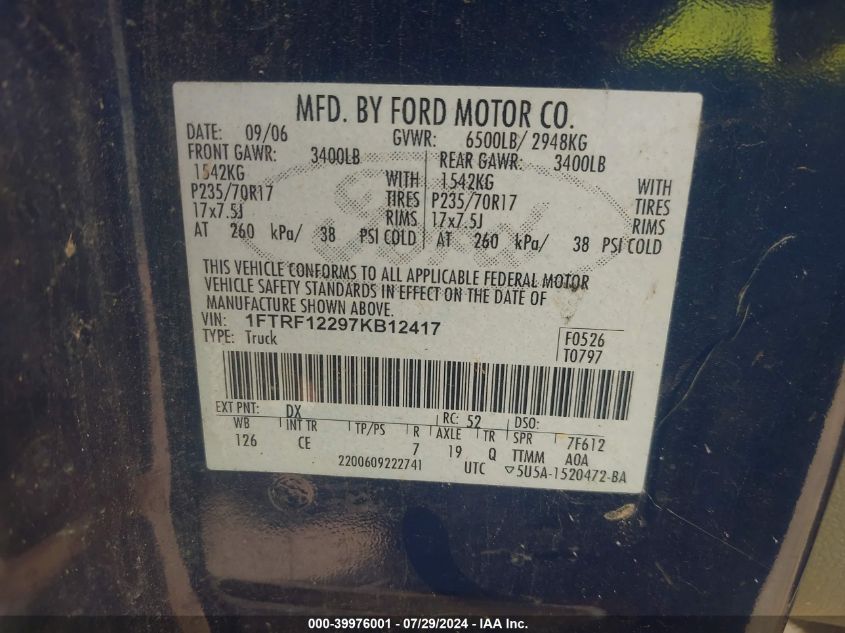 MFD. BY FORD MOTOR CO.
DATE: 09/06 GVWR: 6500LB/ 2948KG
FRONT GAWR: 3400LB REAR GAWR: 3400LB
1542KG WITH 1542KG WITH
P235/70R17 TIRES P235/70R17 TIRES
17x7.5J RIMS 17x7.5J RIMS
AT 260 kPa/ 38 PSI COLD AT 260 kPa/ 38 PSI COLD
THIS VEHICLE CONFORMS TO ALL APPLICABLE FEDERAL MOTOR
VEHICLE SAFETY STANDARDS IN EFFECT ON THE DATE OF
MANUFACTURE SHOWN ABOVE.
VIN: 1FTRF12297KB12417
TYPE: Truck
F0526
T0797
EXT PNT: DX RC: 52 DSO:
WB INT TR TP/PS R AXLE TR SPR 7F612
126 CE 7 19 Q TTMM A0A
2200609222741 UTC ▽5U5A-1520472-BA
Ford
000-39976001 / 07/29/2024 - IAA Inc.